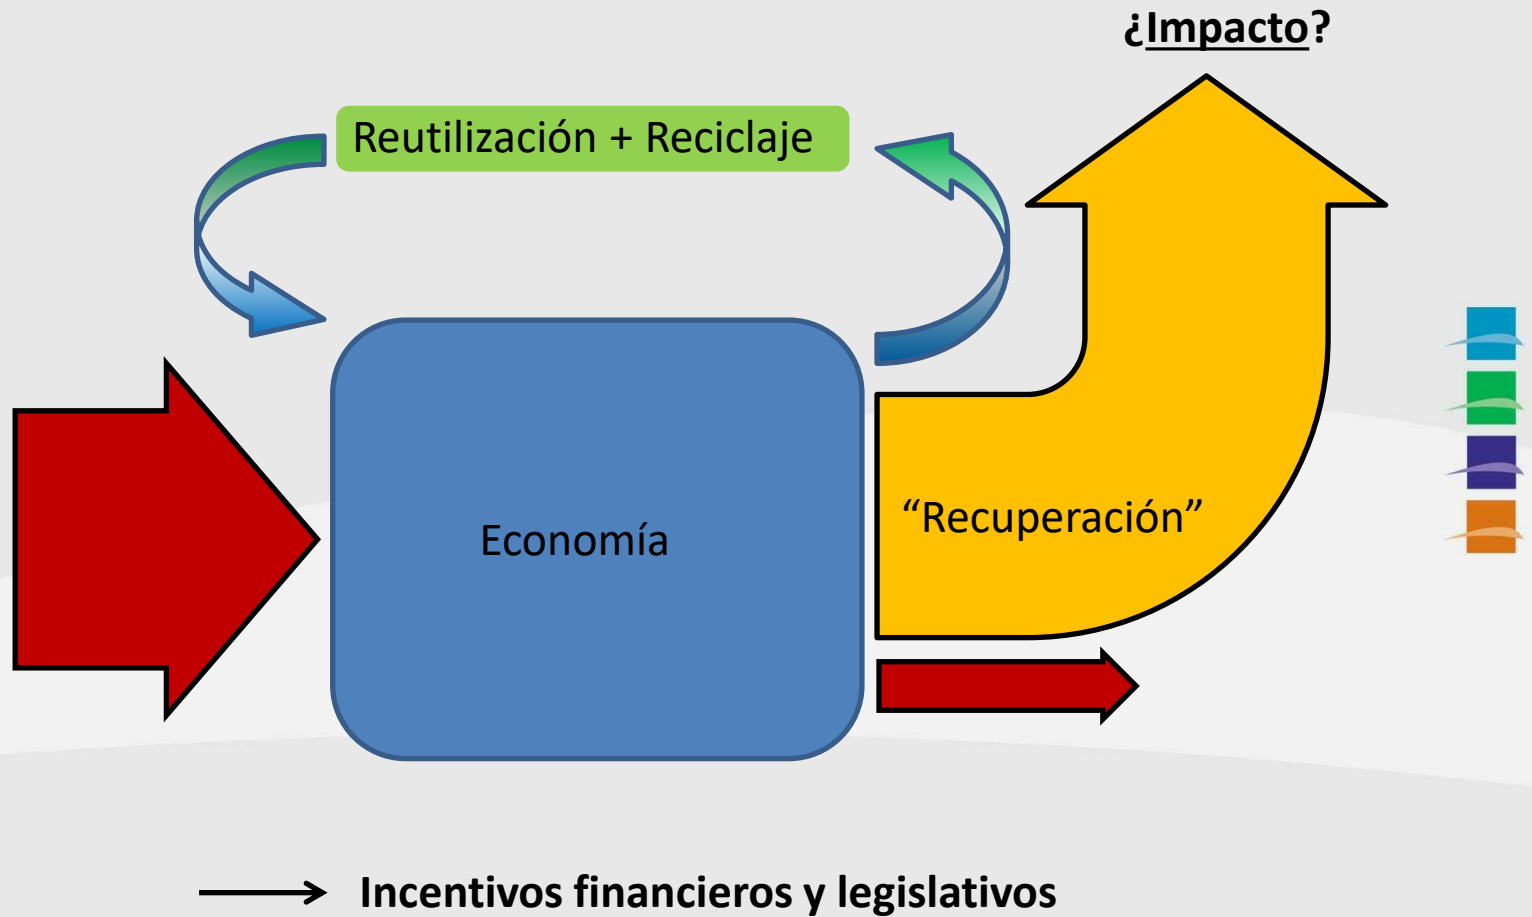 ¿Impacto?
Reutilización + Reciclaje
Economía
“Recuperación”
Incentivos financieros y legislativos